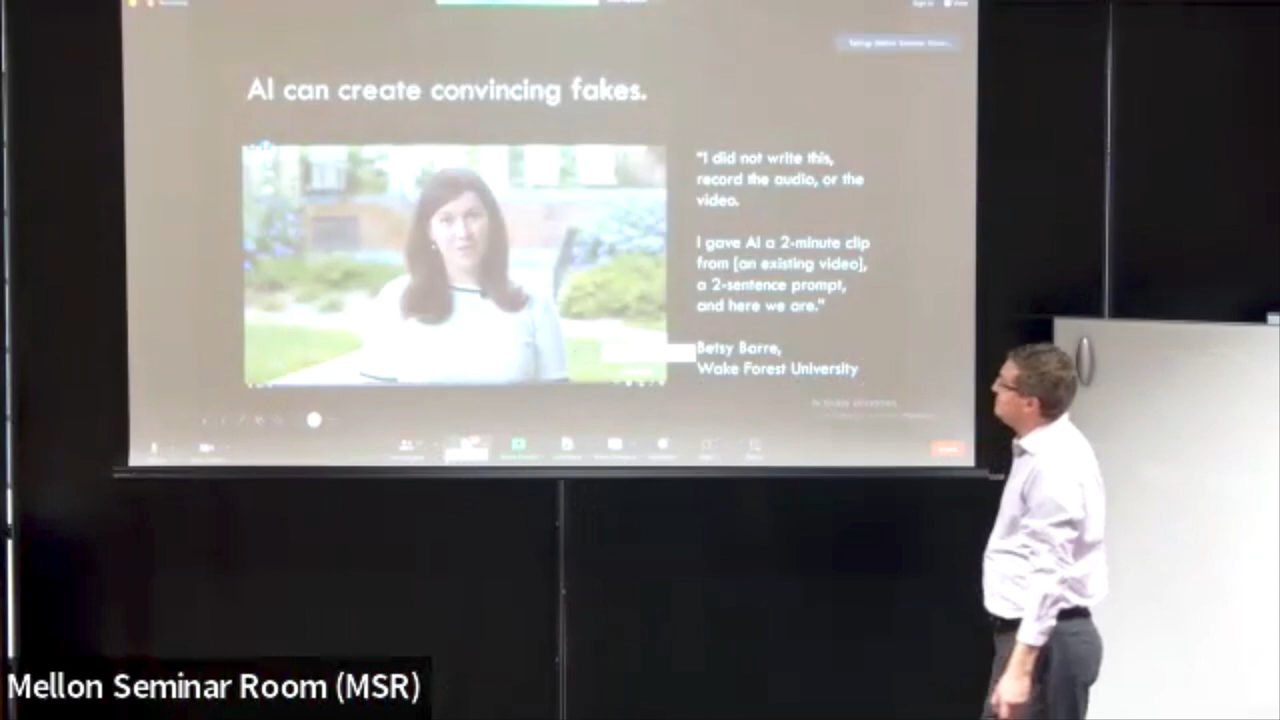 AI can create convincing fakes.
"I did not write this,
record the audio, or the
video.
I gave AI a 2-minute clip
from [an existing video],
a 2-sentence prompt,
and here we are."
Betsy Barre,
Wake Forest University
Mellon Seminar Room (MSR)